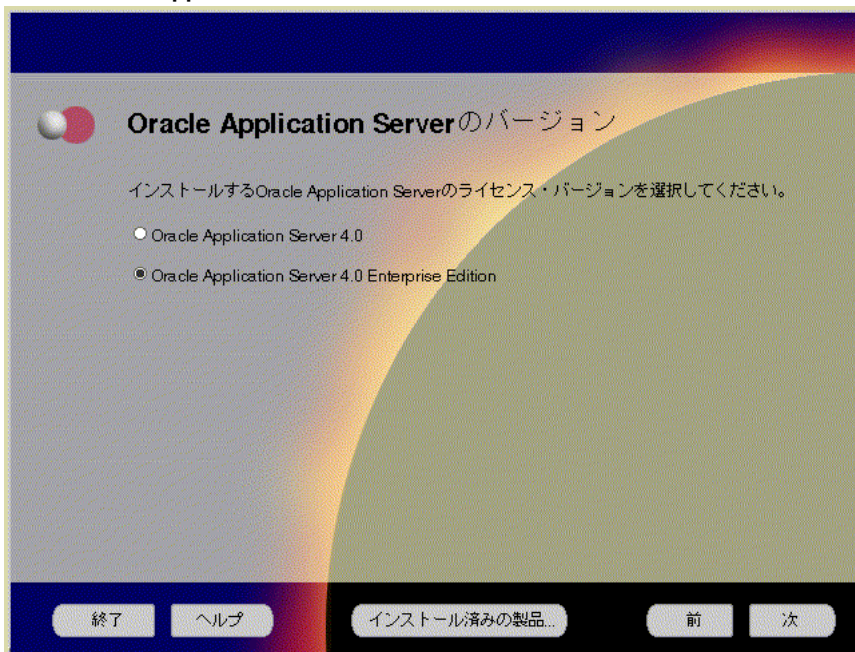 Oracle Application Serverのバージョン
インストールするOracle Application Serverのライセンス・バージョンを選択してください。
Oracle Application Server 4.0
Oracle Application Server 4.0 Enterprise Edition
終了 ヘルプ インストール済みの製品... 前 次